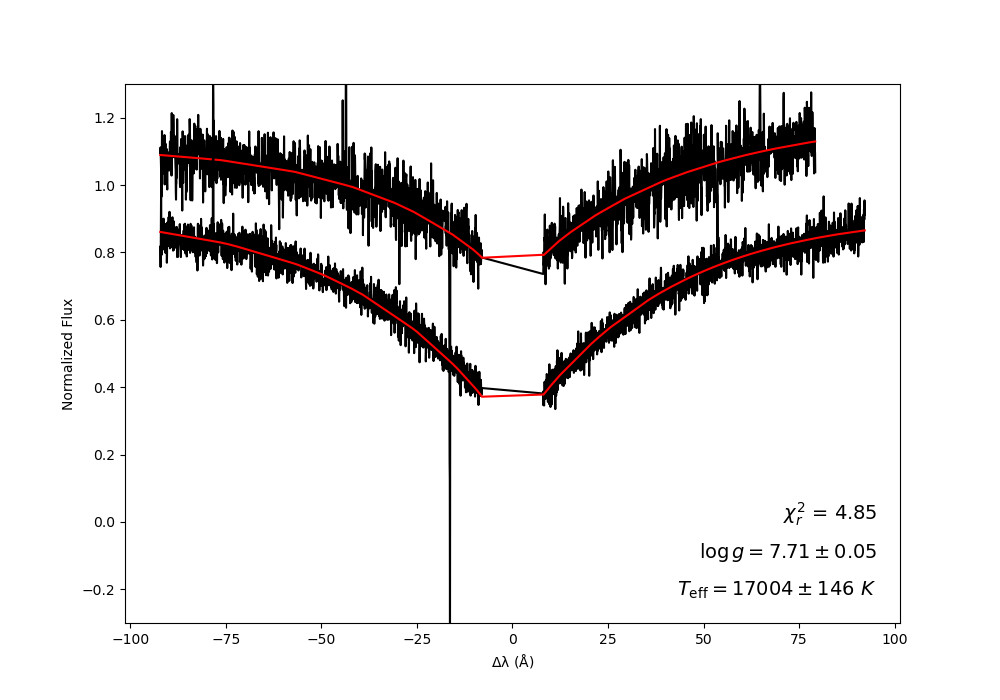 1.2
1.0
0.8
0.6
0.4
0.2
0.0
−0.2
Normalized Flux
χ²ᵣ = 4.85
log g = 7.71 ± 0.05
T_eff = 17004 ± 146 K
−100 −75 −50 −25 0 25 50 75 100
Δλ (Å)